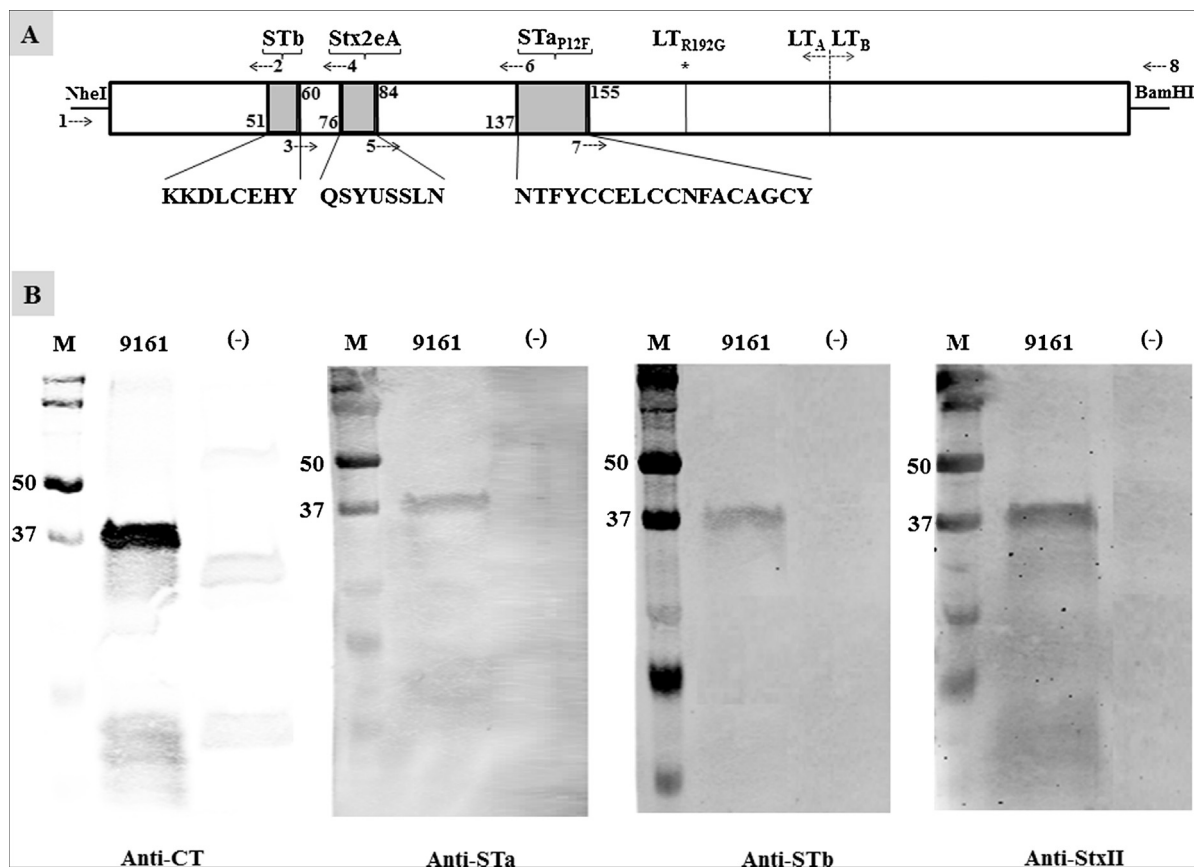 A
STb Stx2eA STaP12F LTR192G LTA LTB
2 4 6 * 8
NheI 60 84 155 BamHI
1 51 76 137
3 5 7
KKDLCEHY QSYUSSLN NTFYCCELCCNFACAGCY
B
M 9161 (-) M 9161 (-) M 9161 (-) M 9161 (-)
50 50 50 50
37 37 37 37
Anti-CT Anti-STa Anti-STb Anti-StxII